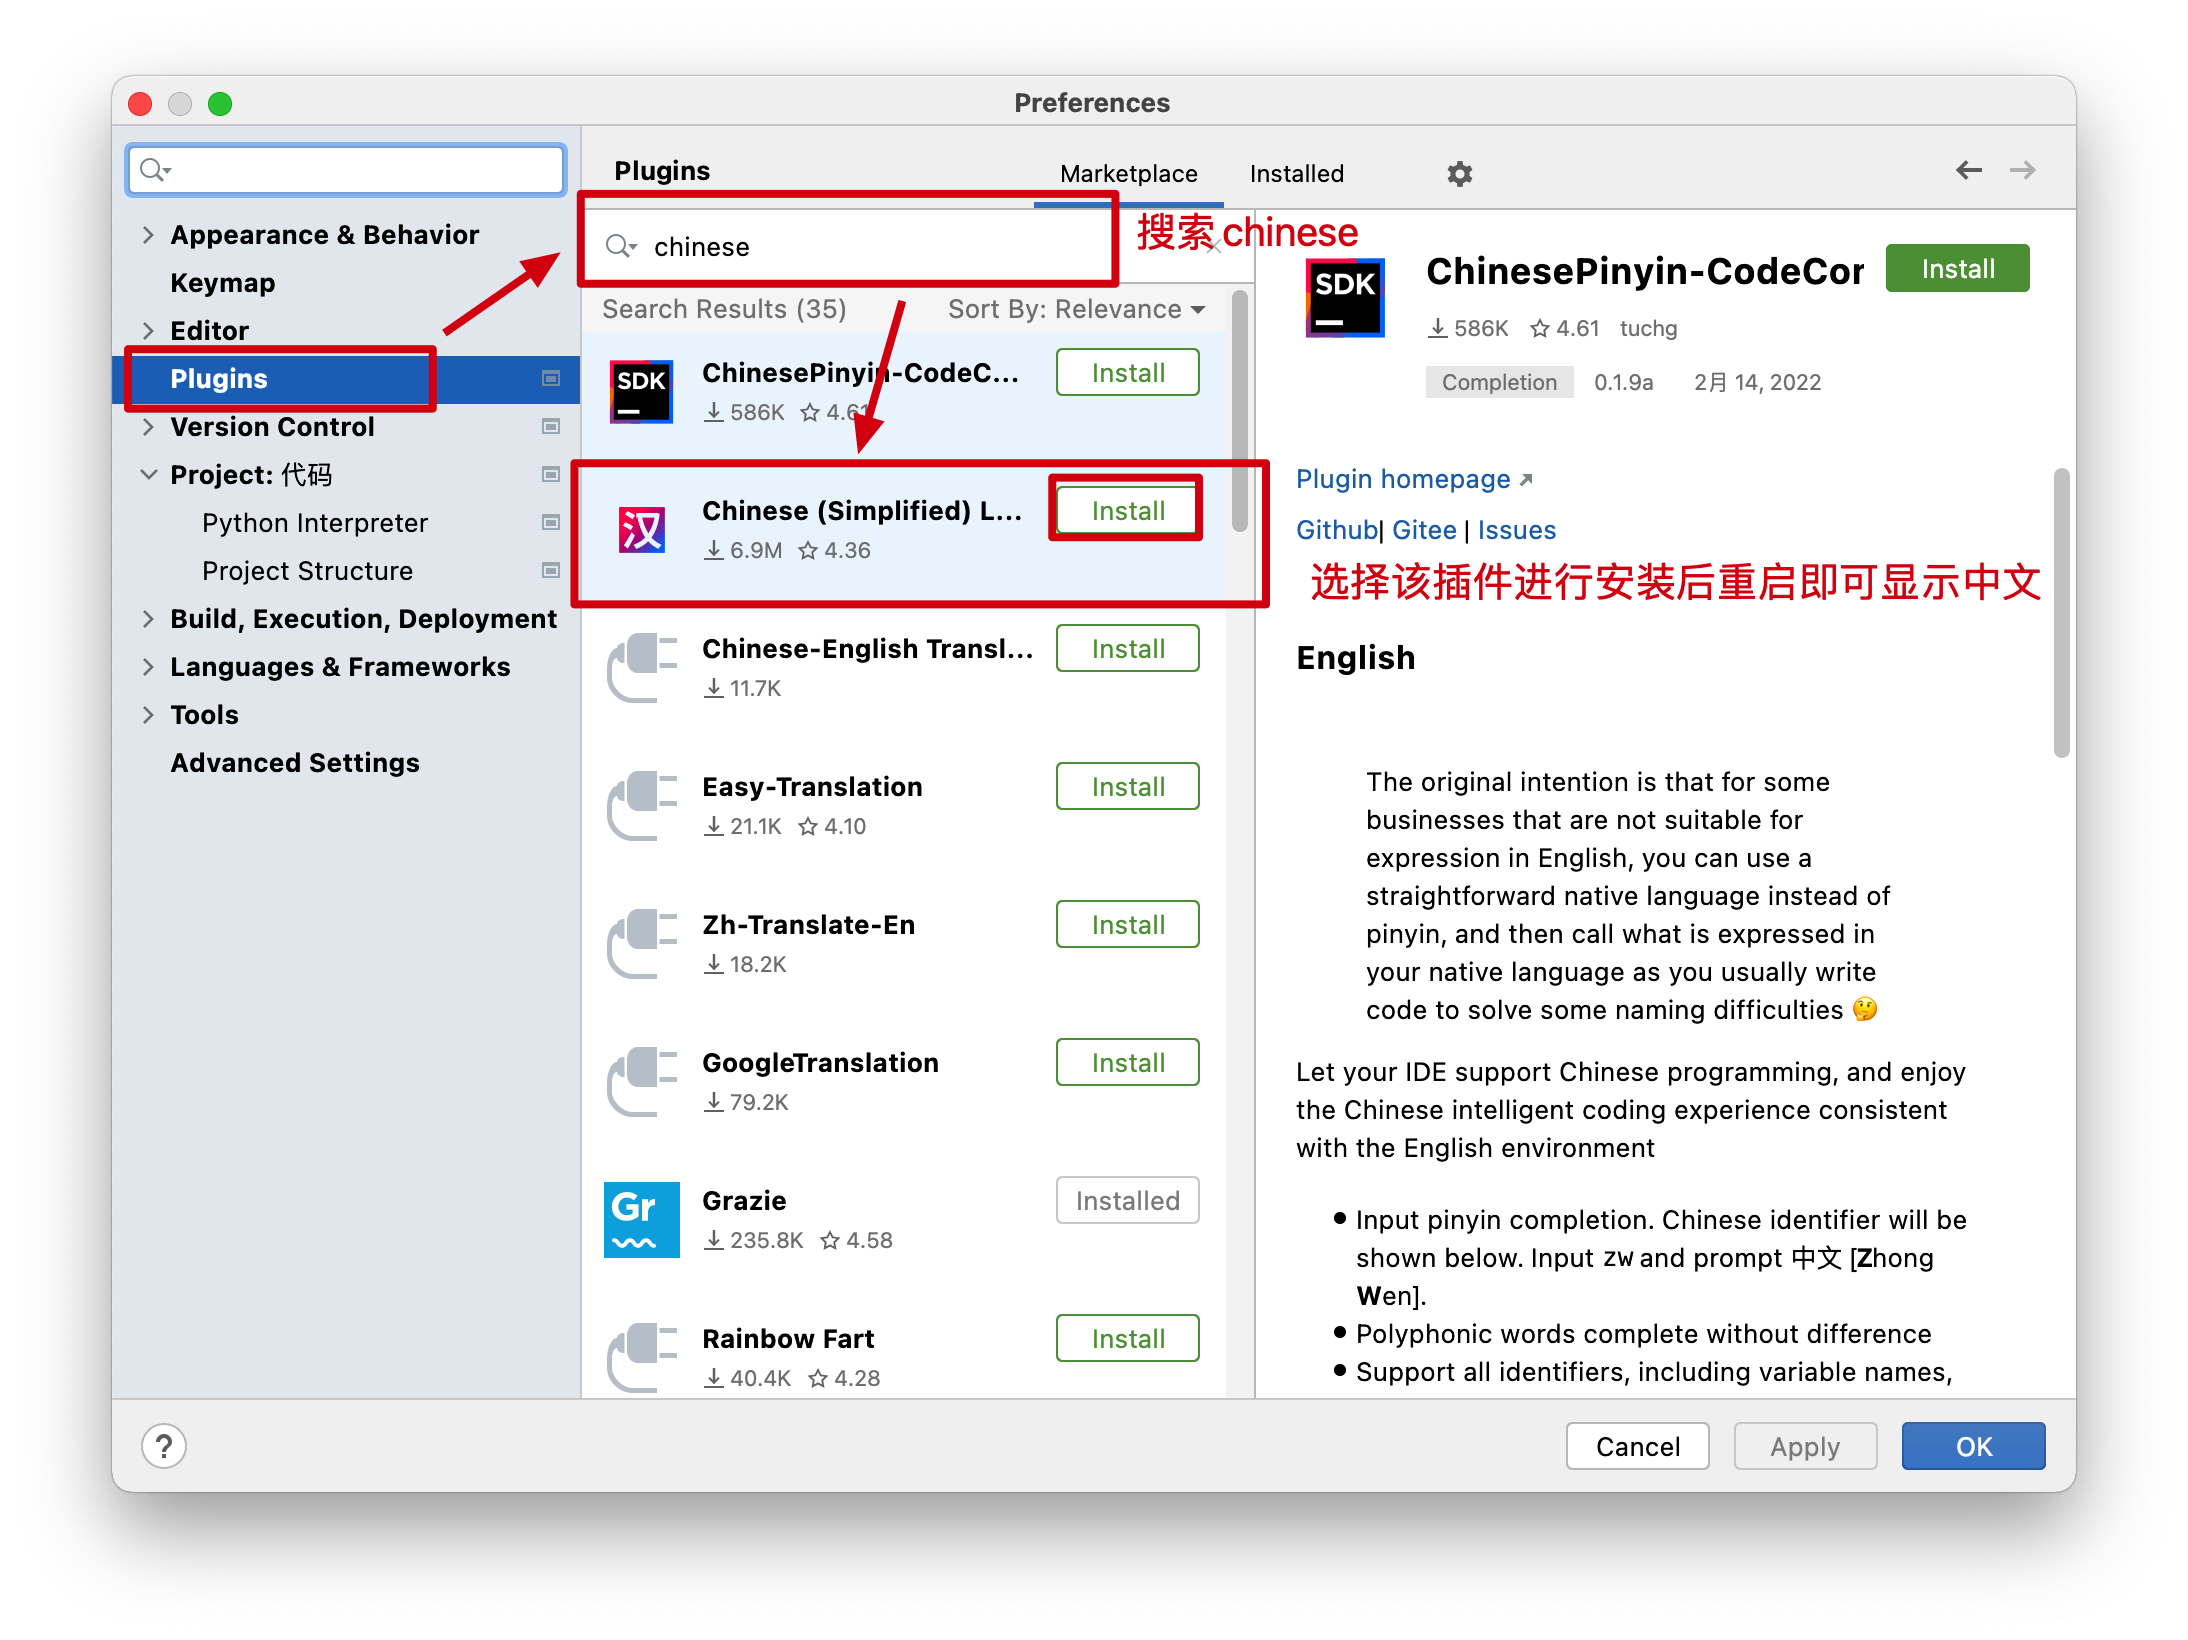 Preferences
Appearance & Behavior
Keymap
Editor
Plugins
Version Control
Project: 代码
Python Interpreter
Project Structure
Build, Execution, Deployment
Languages & Frameworks
Tools
Advanced Settings
Plugins
Marketplace
Installed
chinese
搜索chinese
Search Results (35)
Sort By: Relevance
SDK
ChinesePinyin-CodeC...
586K 4.61
Install
汉
Chinese (Simplified) L...
6.9M 4.36
Install
Chinese-English Transl...
11.7K
Install
Easy-Translation
21.1K 4.10
Install
Zh-Translate-En
18.2K
Install
GoogleTranslation
79.2K
Install
Gr
Grazie
235.8K 4.58
Installed
Rainbow Fart
40.4K 4.28
Install
SDK
ChinesePinyin-CodeCor
Install
586K 4.61 tuchg
Completion 0.1.9a 2月 14, 2022
Plugin homepage
Github| Gitee | Issues
选择该插件进行安装后重启即可显示中文
English
The original intention is that for some
businesses that are not suitable for
expression in English, you can use a
straightforward native language instead of
pinyin, and then call what is expressed in
your native language as you usually write
code to solve some naming difficulties 🤔
Let your IDE support Chinese programming, and enjoy
the Chinese intelligent coding experience consistent
with the English environment
● Input pinyin completion. Chinese identifier will be
shown below. Input zw and prompt 中文 [Zhong
Wen].
● Polyphonic words complete without difference
● Support all identifiers, including variable names,
?
Cancel
Apply
OK